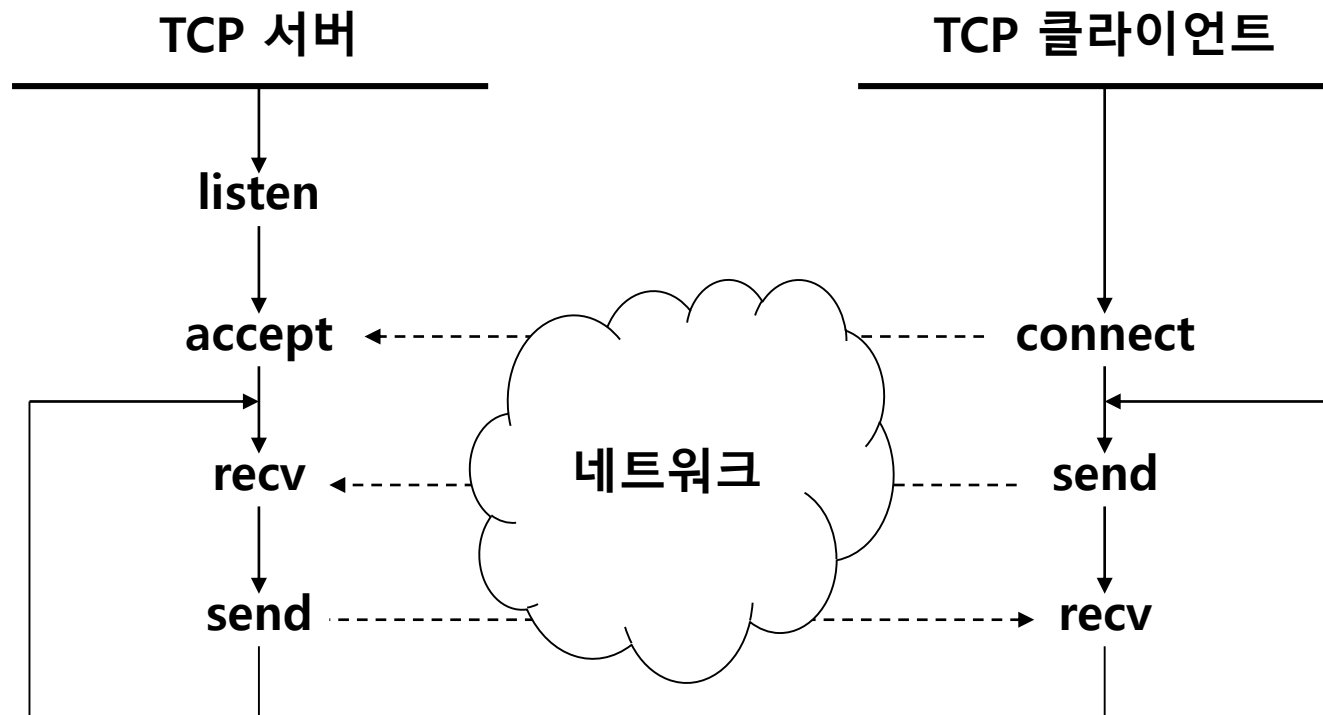 TCP 서버
TCP 클라이언트
listen
accept
connect
네트워크
recv
send
send
recv